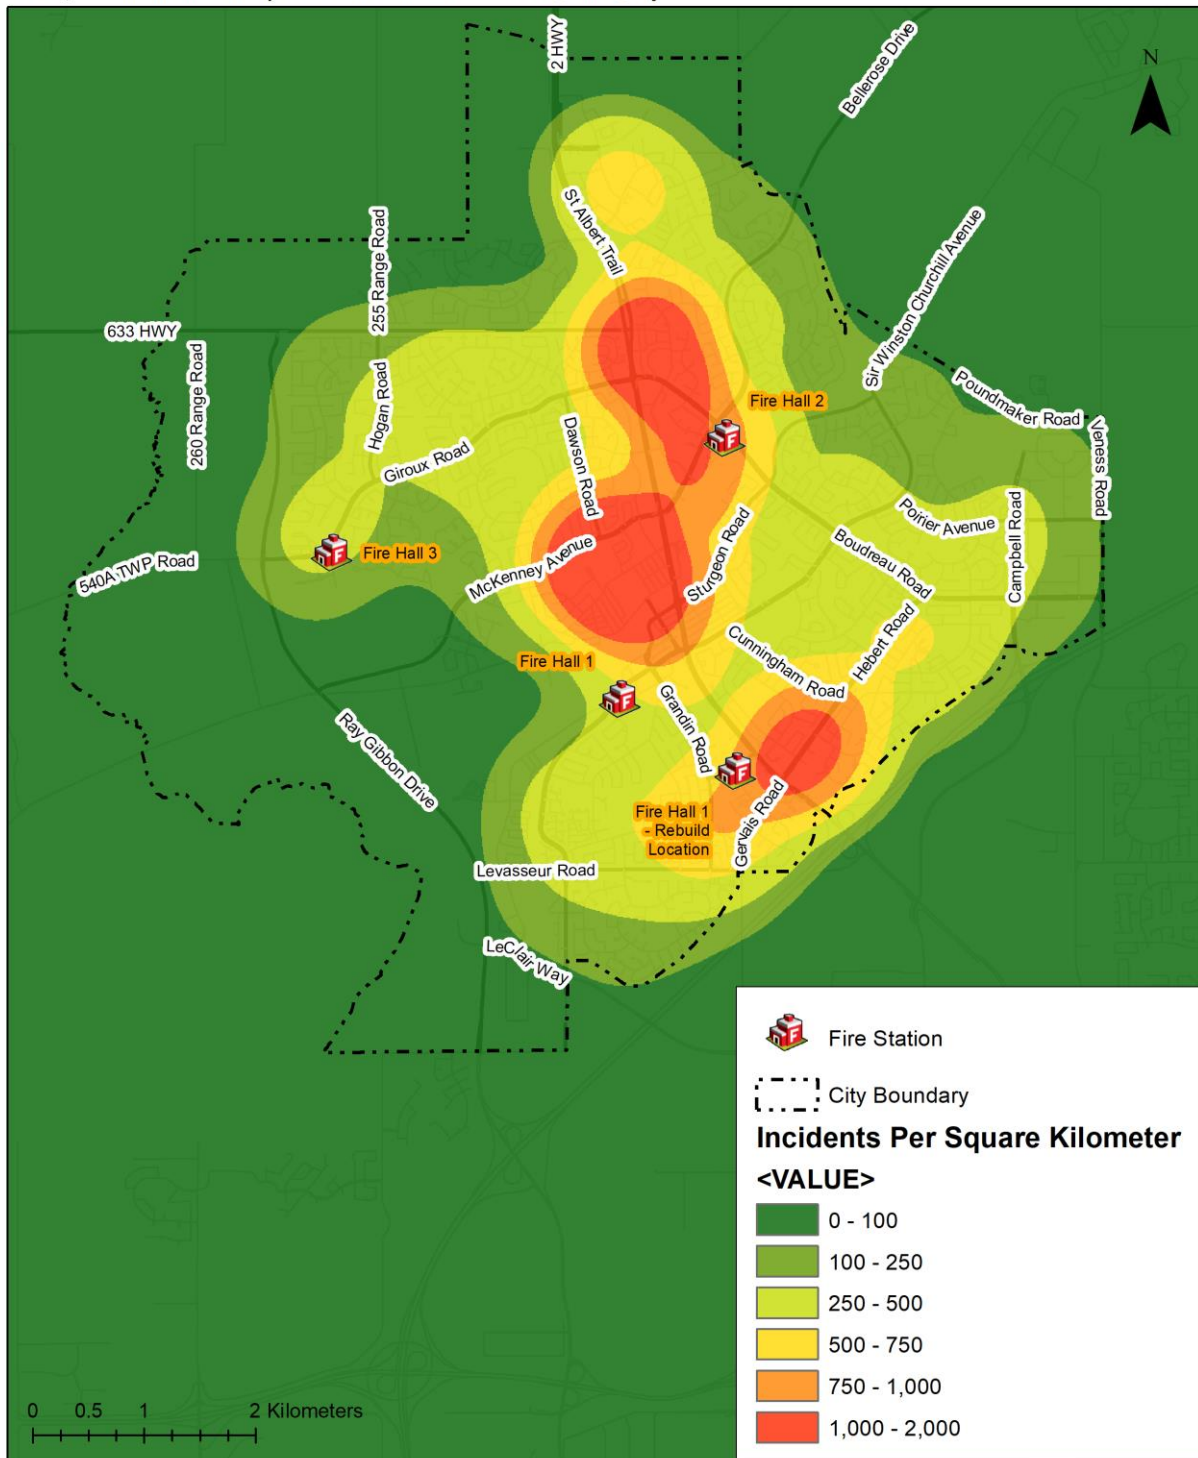 2 HWY
Bellerose Drive
N
St Albert Trail
255 Range Road
Sir Winston Churchill Avenue
633 HWY
260 Range Road
Hogan Road
Poundmaker Road
Fire Hall 2
Veness Road
Dawson Road
Giroux Road
Poirier Avenue
Campbell Road
Fire Hall 3
540A TWP Road
McKenney Avenue
Sturgeon Road
Boudreau Road
Hebert Road
Cunningham Road
Fire Hall 1
Grandin Road
Ray Gibbon Drive
Fire Hall 1
- Rebuild
Location
Gervais Road
Levasseur Road
LeClair Way
Fire Station
City Boundary
Incidents Per Square Kilometer
<VALUE>
0 - 100
100 - 250
250 - 500
500 - 750
750 - 1,000
1,000 - 2,000
0 0.5 1 2 Kilometers